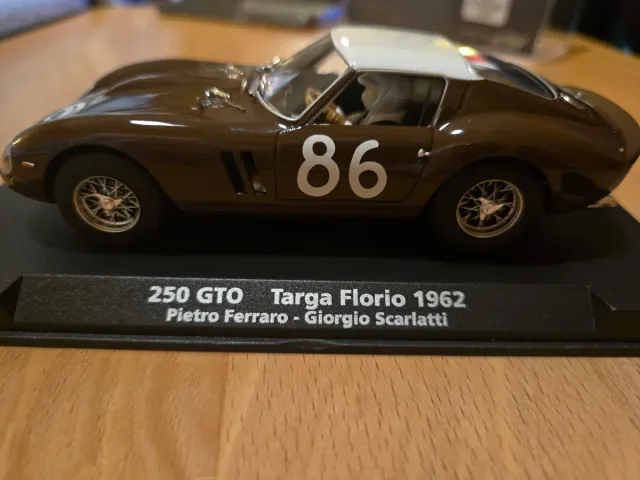 86
250 GTO Targa Florio 1962
Pietro Ferraro - Giorgio Scarlatti